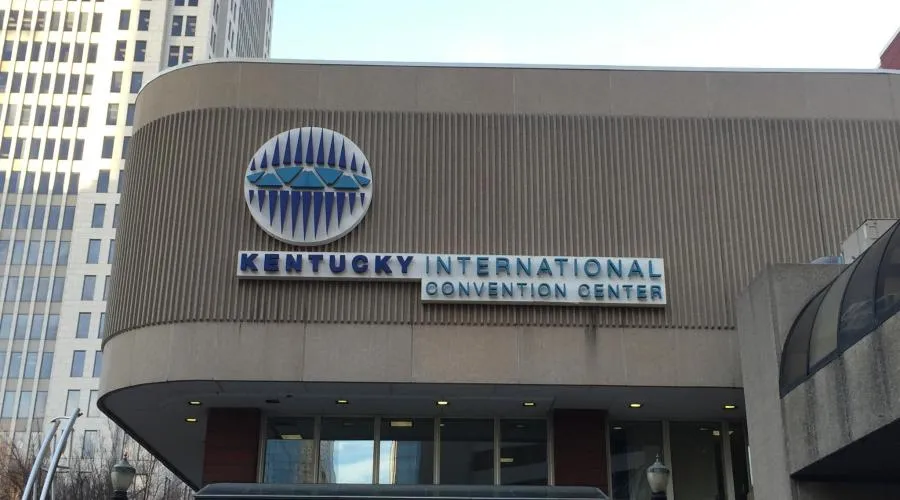 KENTUCKY INTERNATIONAL
CONVENTION CENTER